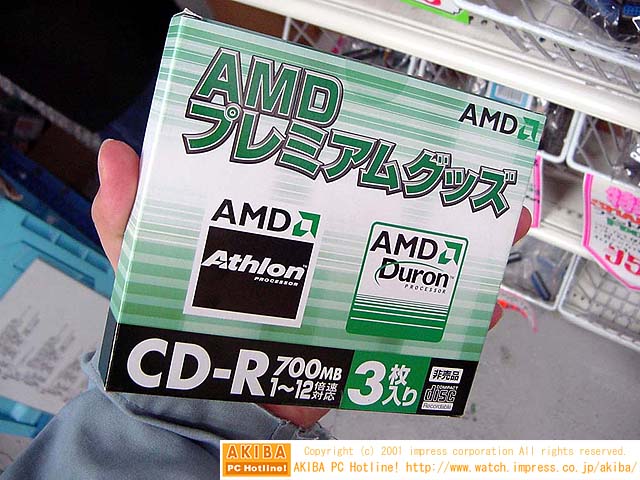 AMD
プレミアムグッズ
AMD
AMD
Athlon™
PROCESSOR
AMD
Duron™
PROCESSOR
CD-R 700MB
1～12倍速対応
3枚入り
非売品
COMPACT
disc
Recordable
AKIBA
PC Hotline!
Copyright (c) 2001 impress corporation All rights reserved.
AKIBA PC Hotline! http://www.watch.impress.co.jp/akiba/